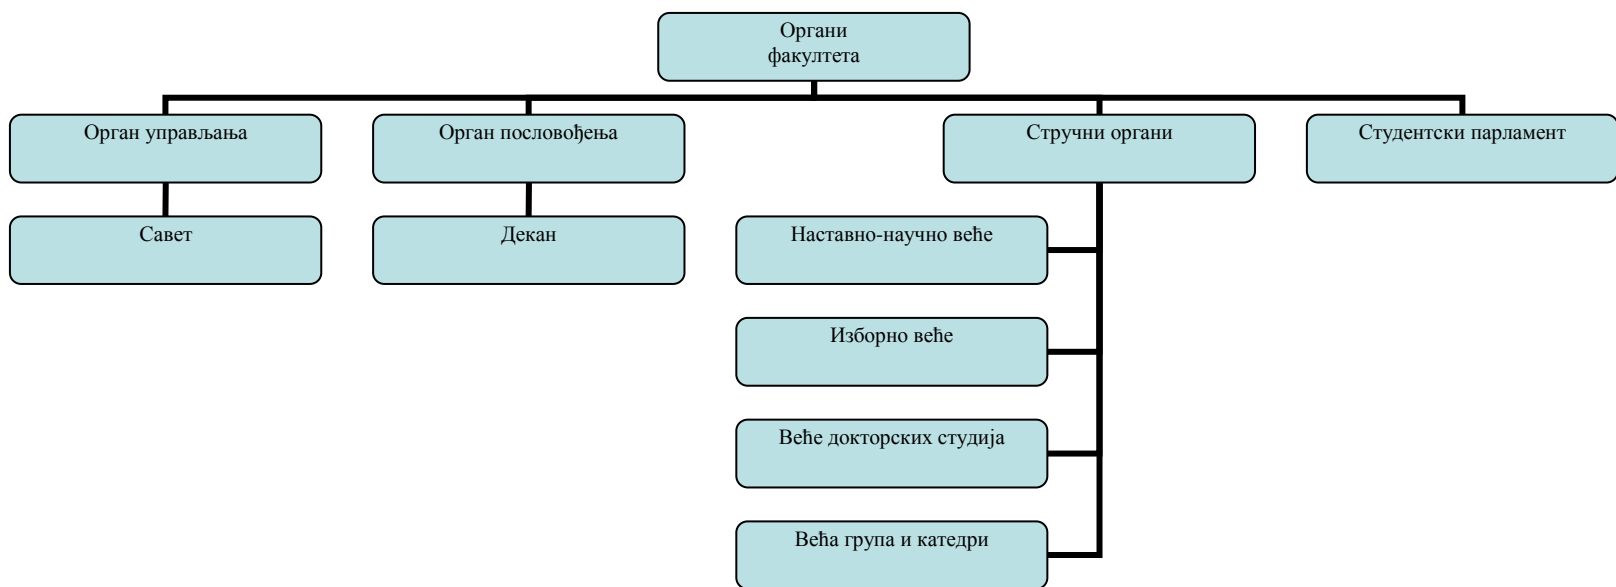 Органи
факултета
Орган управљања
Орган пословођења
Стручни органи
Студентски парламент
Савет
Декан
Наставно-научно веће
Изборно веће
Веће докторских студија
Већа група и катедри